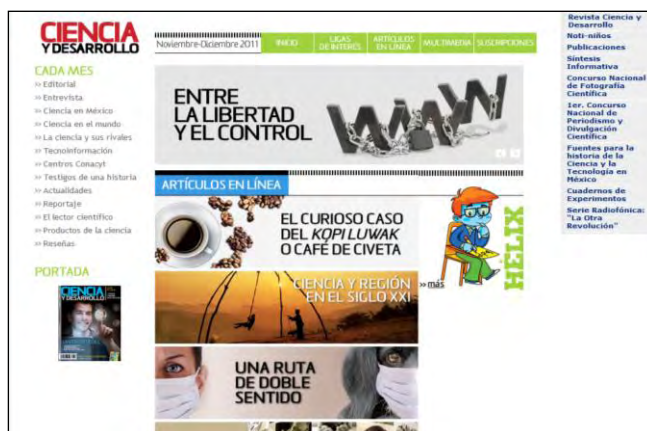 CIENCIA
Y DESARROLLO
Noviembre-Diciembre 2011
INICIO
LIGAS
DE INTERÉS
ARTÍCULOS
EN LÍNEA
MULTIMEDIA
SUSCRIPCIONES
CADA MES
» Editorial
» Entrevista
» Ciencia en México
» Ciencia en el mundo
» La ciencia y sus rivales
» Tecnoinformación
» Centros Conacyt
» Testigos de una historia
» Actualidades
» Reportaje
» El lector científico
» Productos de la ciencia
» Reseñas
PORTADA
CIENCIA
Y DESARROLLO
ENTRE
LA LIBERTAD
Y EL CONTROL
WWW
ARTÍCULOS EN LÍNEA
EL CURIOSO CASO
DEL KOPI LUWAK
O CAFÉ DE CIVETA
CIENCIA Y REGIÓN
EN EL SIGLO XXI
UNA RUTA
DE DOBLE
SENTIDO
HELIX
» más
Revista Ciencia y
Desarrollo
Noti-niños
Publicaciones
Síntesis
Informativa
Concurso Nacional
de Fotografía
Científica
1er. Concurso
Nacional de
Periodismo y
Divulgación
Científica
Fuentes para la
historia de la
Ciencia y la
Tecnología en
México
Cuadernos de
Experimentos
Serie Radiofónica:
"La Otra
Revolución"